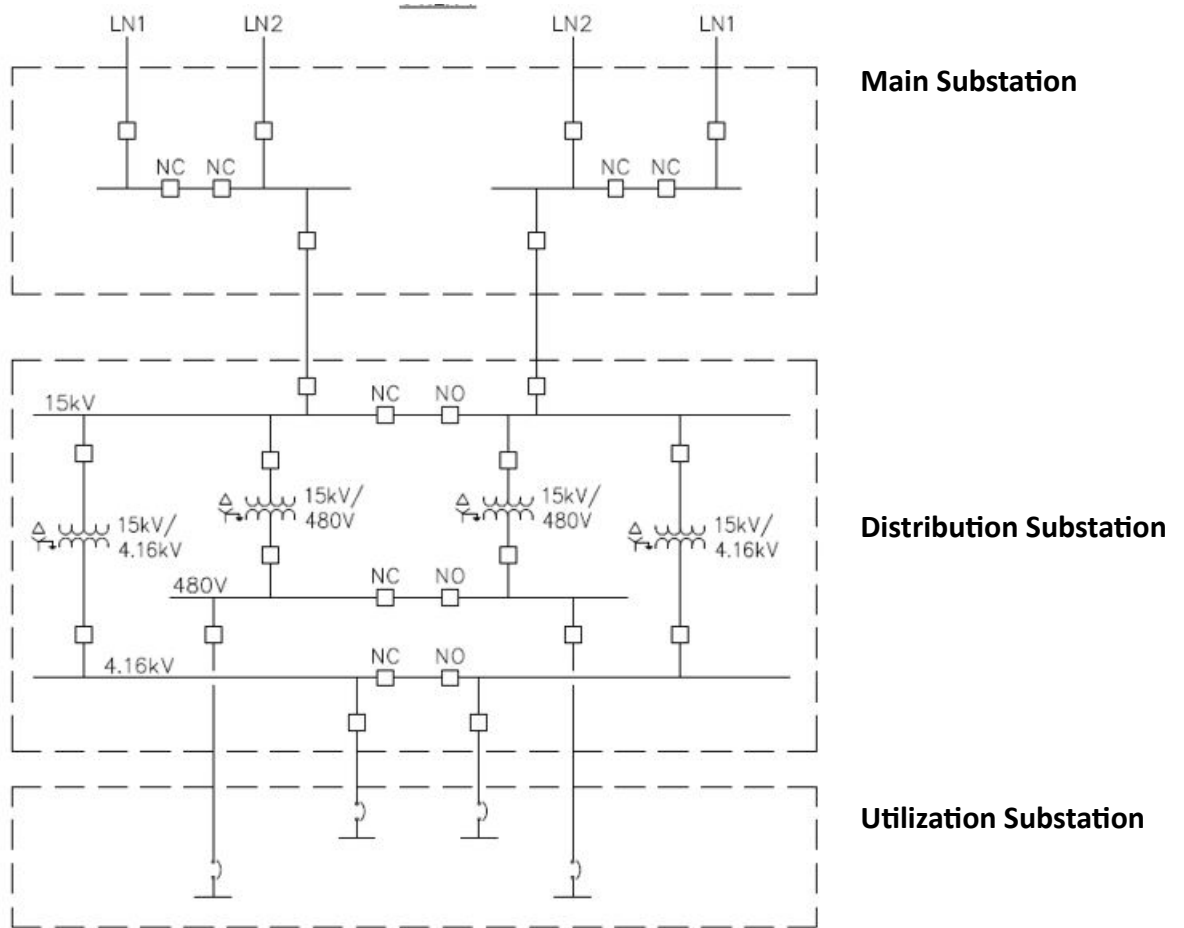 LN1 LN2 LN2 LN1
Main Substation
NC NC NC NC
15kV NC NO
15kV/ 15kV/
480V 480V
15kV/ 15kV/
4.16kV 4.16kV
Distribution Substation
480V NC NO
4.16kV NC NO
Utilization Substation